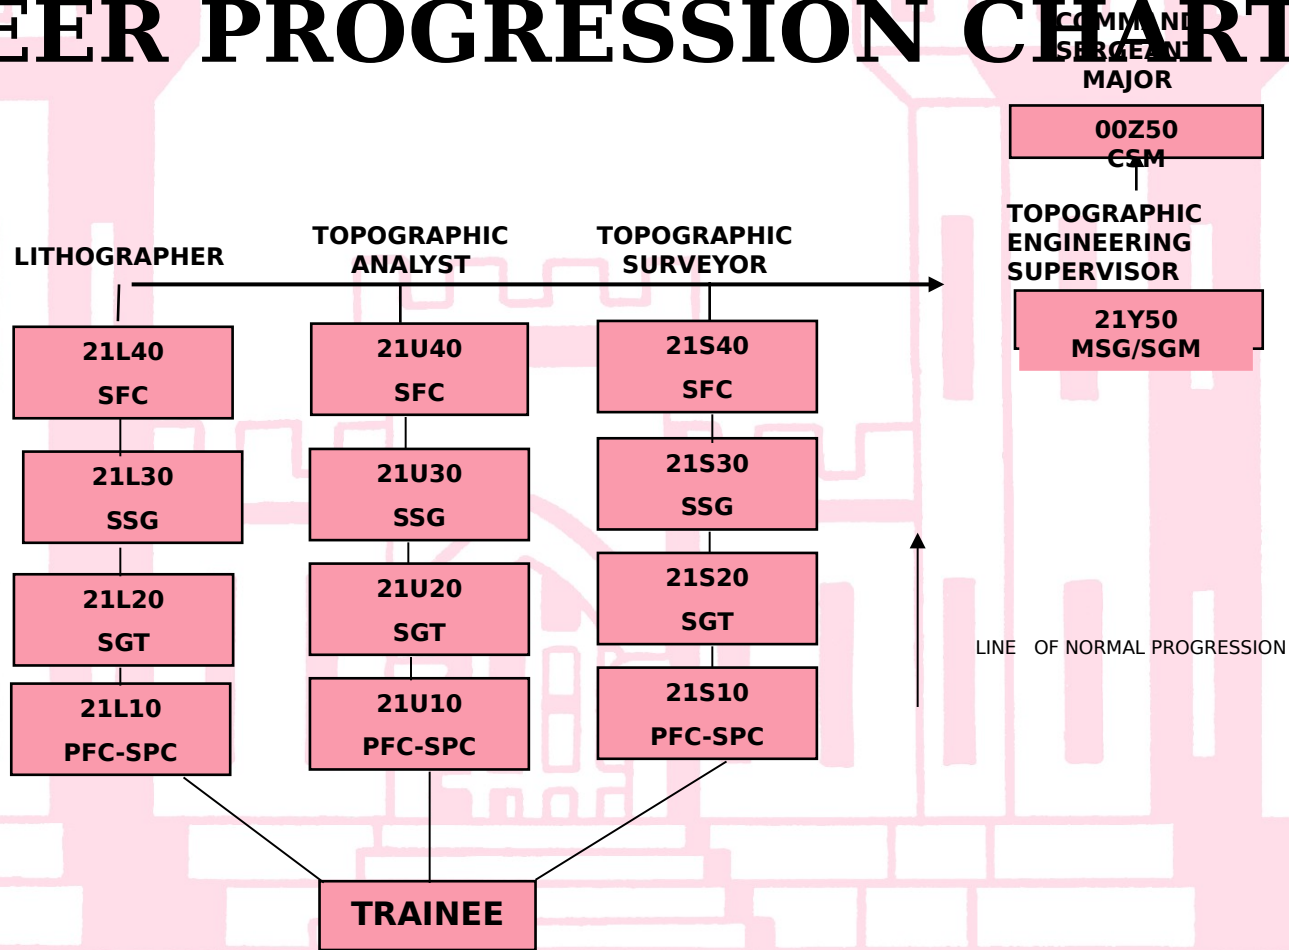 EER PROGRESSION CHART
COMMAND
SERGEANT
MAJOR
00Z50
CSM
TOPOGRAPHIC
ENGINEERING
SUPERVISOR
21Y50
MSG/SGM
LITHOGRAPHER
21L40
SFC
21L30
SSG
21L20
SGT
21L10
PFC-SPC
TOPOGRAPHIC
ANALYST
21U40
SFC
21U30
SSG
21U20
SGT
21U10
PFC-SPC
TOPOGRAPHIC
SURVEYOR
21S40
SFC
21S30
SSG
21S20
SGT
21S10
PFC-SPC
LINE OF NORMAL PROGRESSION
TRAINEE